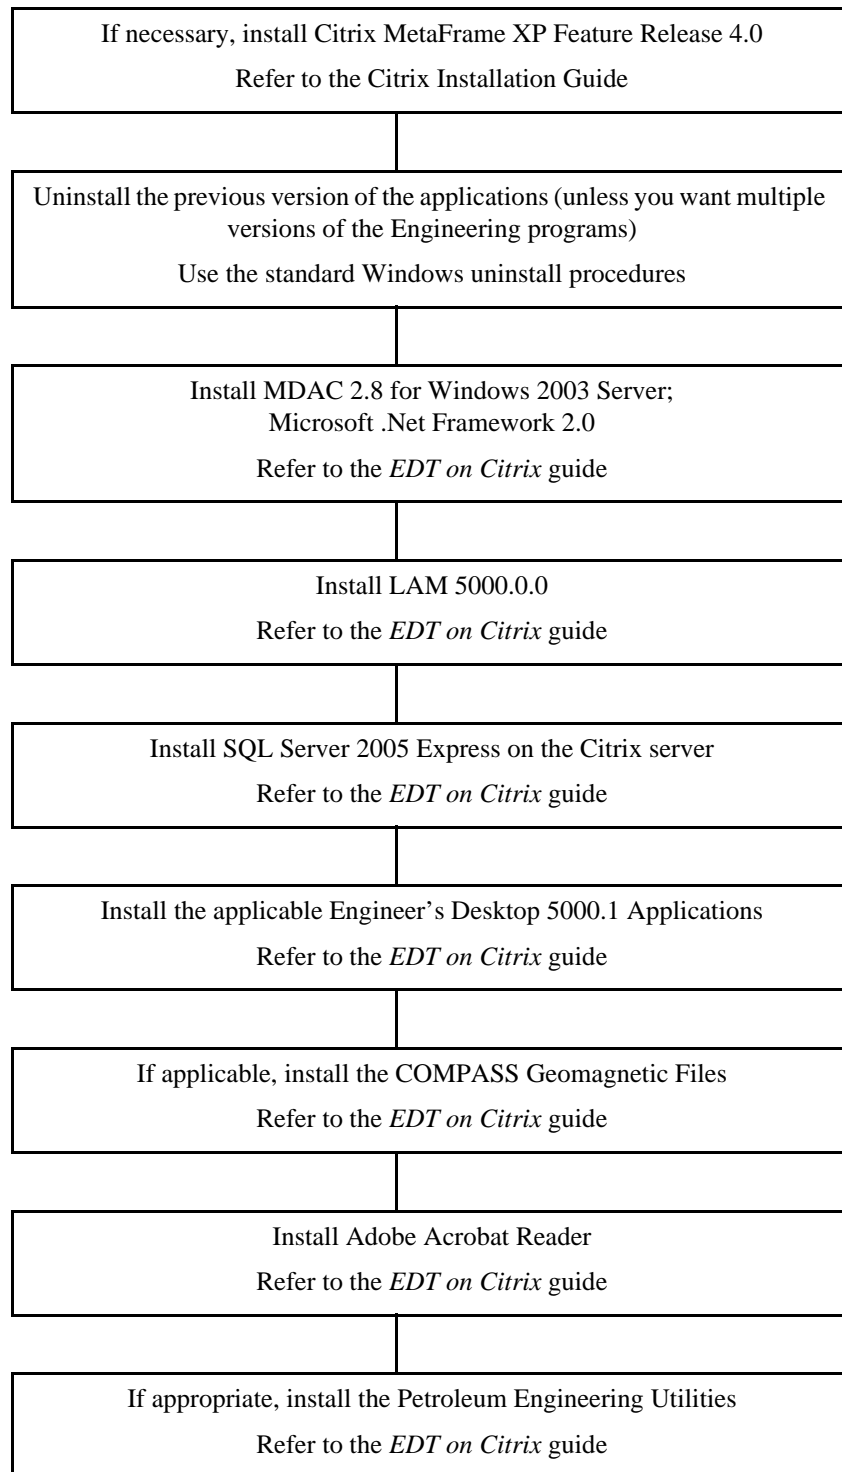 If necessary, install Citrix MetaFrame XP Feature Release 4.0
Refer to the Citrix Installation Guide
Uninstall the previous version of the applications (unless you want multiple
versions of the Engineering programs)
Use the standard Windows uninstall procedures
Install MDAC 2.8 for Windows 2003 Server;
Microsoft .Net Framework 2.0
Refer to the EDT on Citrix guide
Install LAM 5000.0.0
Refer to the EDT on Citrix guide
Install SQL Server 2005 Express on the Citrix server
Refer to the EDT on Citrix guide
Install the applicable Engineer’s Desktop 5000.1 Applications
Refer to the EDT on Citrix guide
If applicable, install the COMPASS Geomagnetic Files
Refer to the EDT on Citrix guide
Install Adobe Acrobat Reader
Refer to the EDT on Citrix guide
If appropriate, install the Petroleum Engineering Utilities
Refer to the EDT on Citrix guide